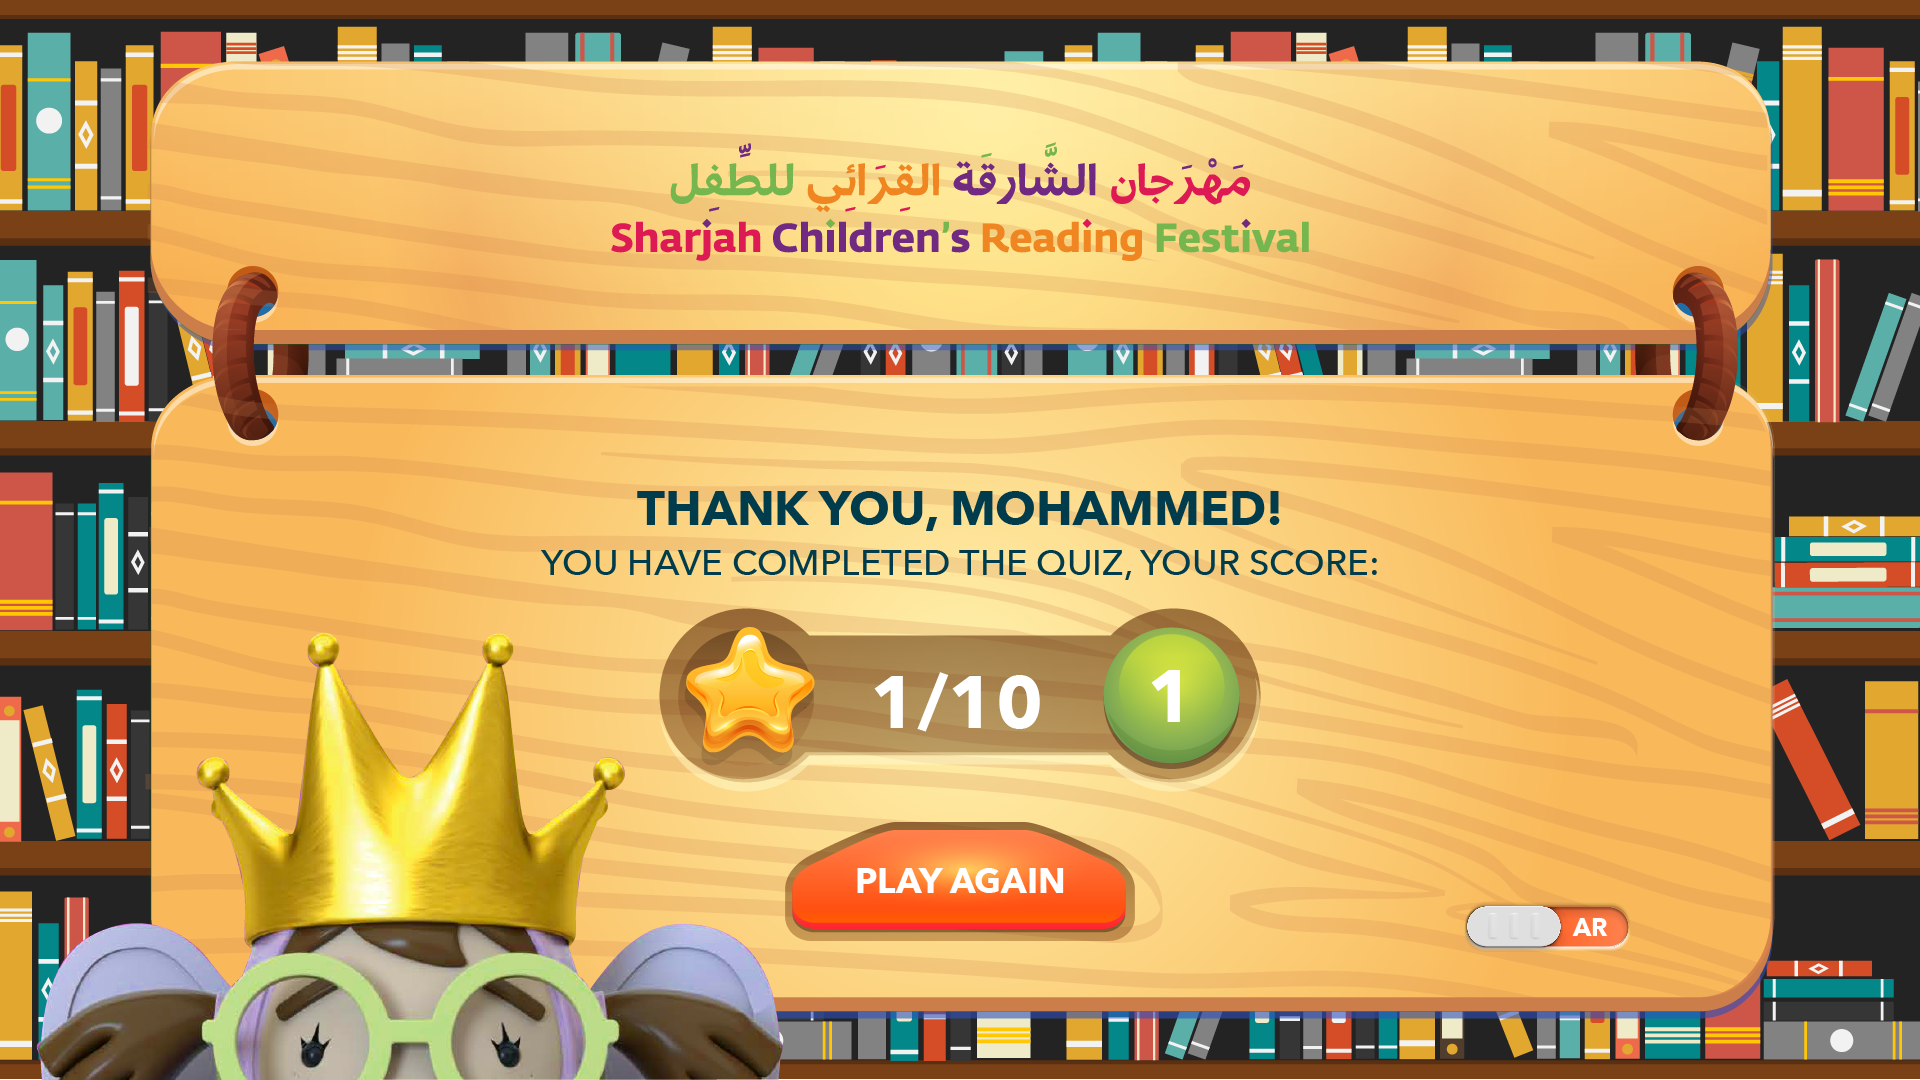 مَهْرَجان الشَّارقَة القِرَائِي للطِّفل
Sharjah Children's Reading Festival
THANK YOU, MOHAMMED!
YOU HAVE COMPLETED THE QUIZ, YOUR SCORE:
1/10
1
PLAY AGAIN
AR